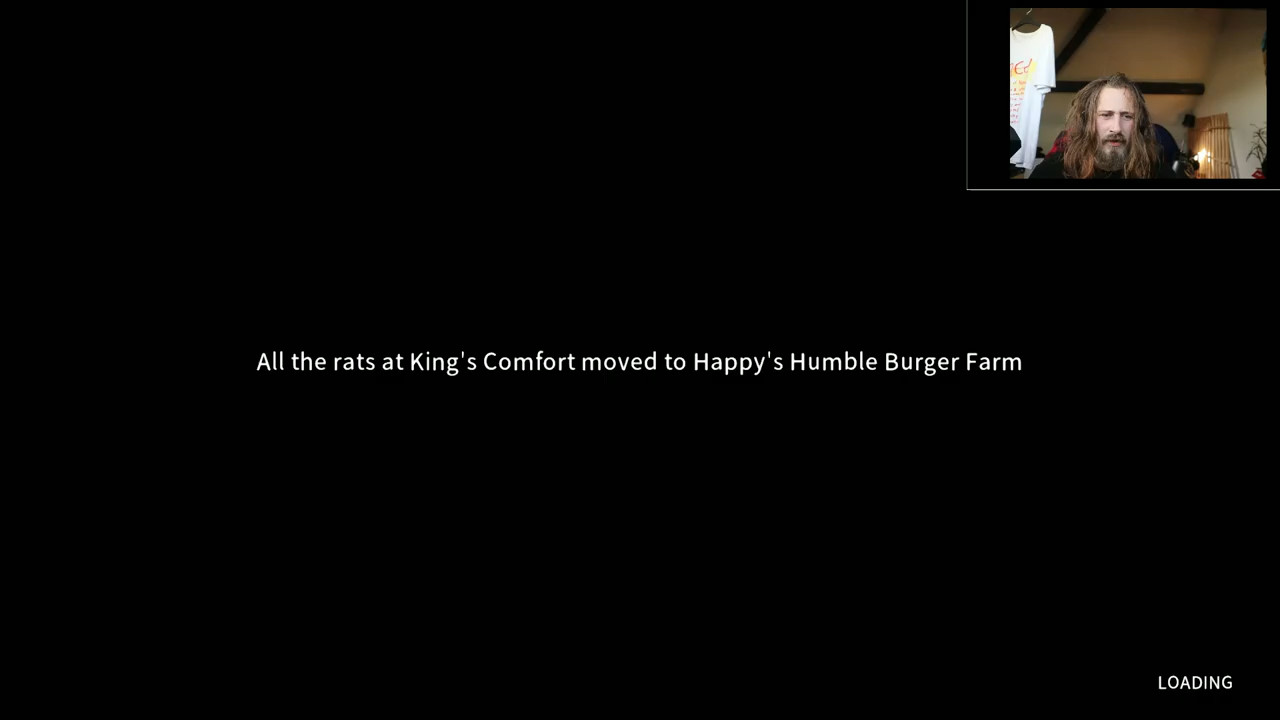 All the rats at King's Comfort moved to Happy's Humble Burger Farm
LOADING